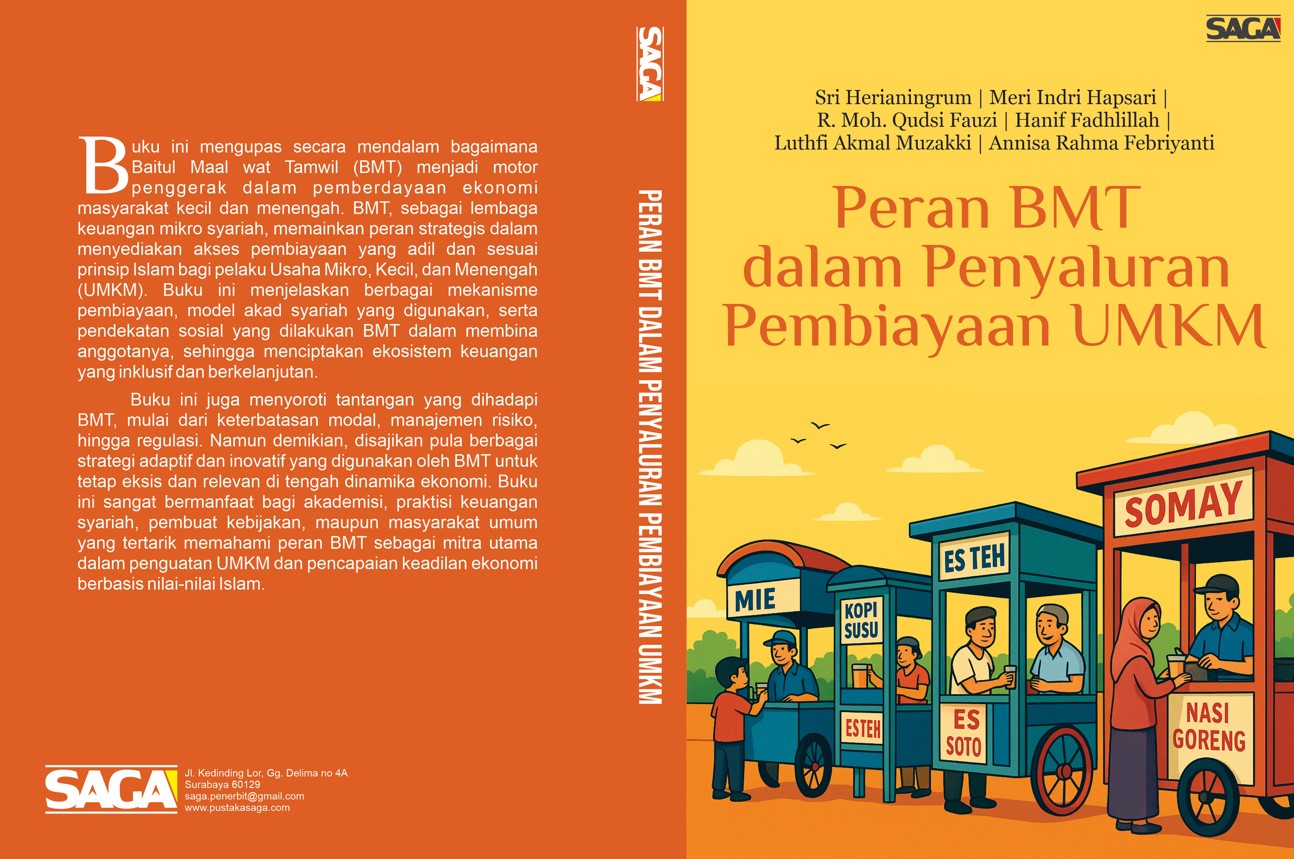 Buku ini mengupas secara mendalam bagaimana
Baitul Maal wat Tamwil (BMT) menjadi motor
penggerak dalam pemberdayaan ekonomi
masyarakat kecil dan menengah. BMT, sebagai lembaga
keuangan mikro syariah, memainkan peran strategis dalam
menyediakan akses pembiayaan yang adil dan sesuai
prinsip Islam bagi pelaku Usaha Mikro, Kecil, dan Menengah
(UMKM). Buku ini menjelaskan berbagai mekanisme
pembiayaan, model akad syariah yang digunakan, serta
pendekatan sosial yang dilakukan BMT dalam membina
anggotanya, sehingga menciptakan ekosistem keuangan
yang inklusif dan berkelanjutan.
Buku ini juga menyoroti tantangan yang dihadapi
BMT, mulai dari keterbatasan modal, manajemen risiko,
hingga regulasi. Namun demikian, disajikan pula berbagai
strategi adaptif dan inovatif yang digunakan oleh BMT untuk
tetap eksis dan relevan di tengah dinamika ekonomi. Buku
ini sangat bermanfaat bagi akademisi, praktisi keuangan
syariah, pembuat kebijakan, maupun masyarakat umum
yang tertarik memahami peran BMT sebagai mitra utama
dalam penguatan UMKM dan pencapaian keadilan ekonomi
berbasis nilai-nilai Islam.
SAGA
Jl. Kedinding Lor, Gg. Delima no 4A
Surabaya 60129
saga.penerbit@gmail.com
www.pustakasaga.com
SAGA
PERAN BMT DALAM PENYALURAN PEMBIAYAAN UMKM
SAGA
Sri Herianingrum | Meri Indri Hapsari |
R. Moh. Qudsi Fauzi | Hanif Fadhlillah |
Luthfi Akmal Muzakki | Annisa Rahma Febriyanti
Peran BMT
dalam Penyaluran
Pembiayaan UMKM
MIE
KOPI
SUSU
ESTEH
ES TEH
ES
SOTO
SOMAY
NASI
GORENG